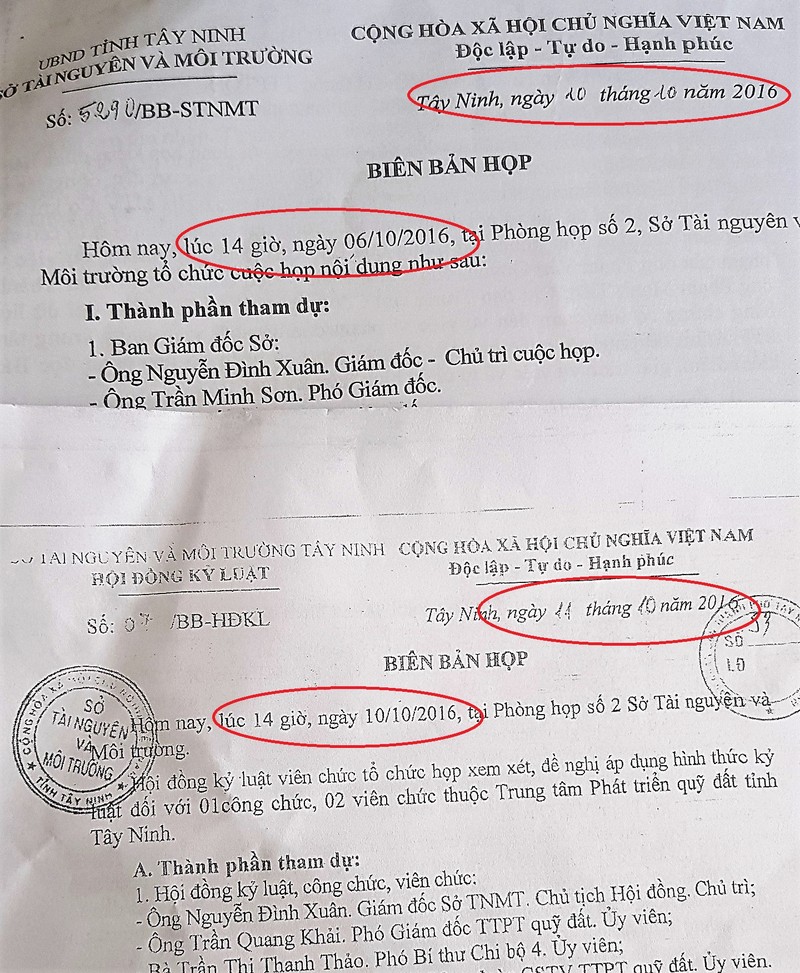 UBND TỈNH TÂY NINH
SỞ TÀI NGUYÊN VÀ MÔI TRƯỜNG
CỘNG HÒA XÃ HỘI CHỦ NGHĨA VIỆT NAM
Độc lập - Tự do - Hạnh phúc
Số: 5290/BB-STNMT
Tây Ninh, ngày 10 tháng 10 năm 2016
BIÊN BẢN HỌP
Hôm nay, lúc 14 giờ, ngày 06/10/2016, tại Phòng họp số 2, Sở Tài nguyên v
Môi trường tổ chức cuộc họp nội dung như sau:
I. Thành phần tham dự:
1. Ban Giám đốc Sở:
- Ông Nguyễn Đình Xuân. Giám đốc - Chủ trì cuộc họp.
- Ông Trần Minh Sơn. Phó Giám đốc.
SỞ TÀI NGUYÊN VÀ MÔI TRƯỜNG TÂY NINH
HỘI ĐỒNG KỶ LUẬT
CỘNG HÒA XÃ HỘI CHỦ NGHĨA VIỆT NAM
Độc lập - Tự do - Hạnh phúc
Số: 07 /BB-HĐKL
Tây Ninh, ngày 11 tháng 10 năm 2016
BIÊN BẢN HỌP
SỐ 
LÔ
SỞ
TÀI NGUYÊN
VÀ
MÔI TRƯỜNG
TỈNH TÂY NINH
Hôm nay, lúc 14 giờ, ngày 10/10/2016, tại Phòng họp số 2 Sở Tài nguyên và
Môi trường.
Hội đồng kỷ luật viên chức tổ chức họp xem xét, đề nghị áp dụng hình thức kỷ
luật đối với 01công chức, 02 viên chức thuộc Trung tâm Phát triển quỹ đất tỉnh
Tây Ninh.
A. Thành phần tham dự:
1. Hội đồng kỷ luật, công chức, viên chức:
- Ông Nguyễn Đình Xuân. Giám đốc Sở TNMT. Chủ tịch Hội đồng. Chủ trì;
- Ông Trần Quang Khải. Phó Giám đốc TTPT quỹ đất. Ủy viên;
Bà Trần Thị Thanh Thảo. Phó Bí thư Chi bộ 4. Ủy viên;
GSTV TTPT quỹ đất. Ủy viên.